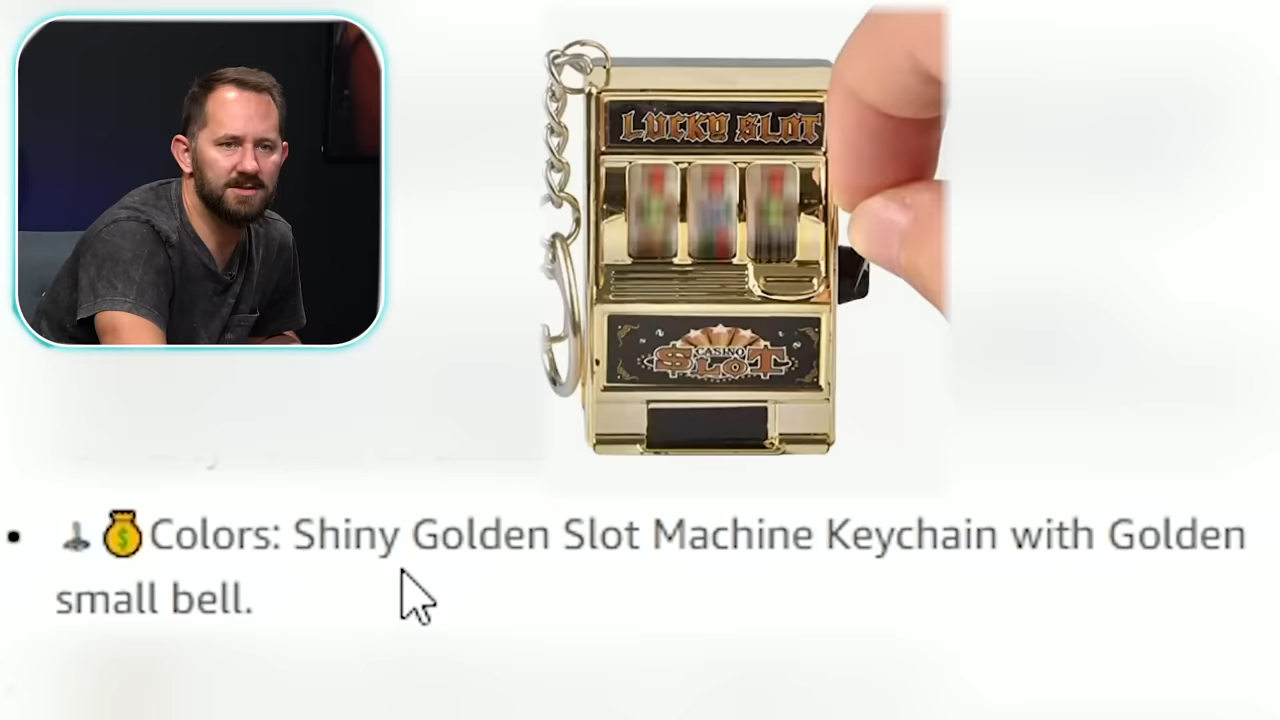 LUCKY SLOT
CASINO
SLOT
Colors: Shiny Golden Slot Machine Keychain with Golden
small bell.